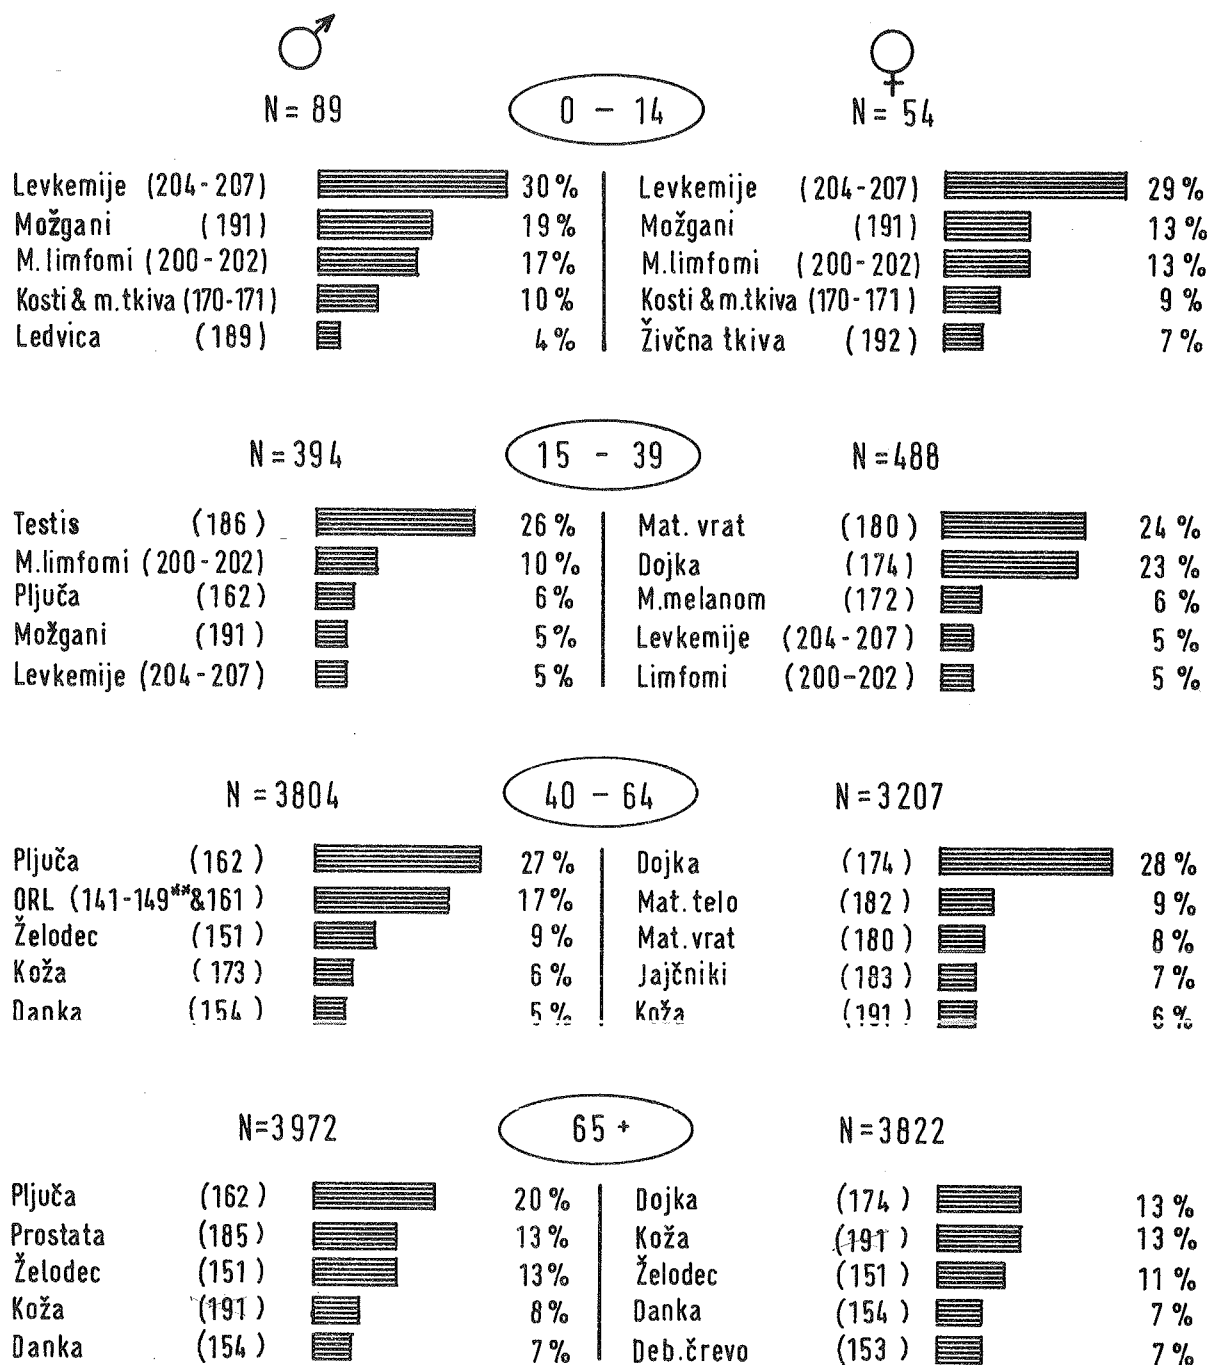 ♂ ♀
N = 89 0 - 14 N = 54
Levkemije (204-207) 30% Levkemije (204-207) 29%
Možgani (191) 19% Možgani (191) 13%
M. limfomi (200-202) 17% M.limfomi (200-202) 13%
Kosti & m.tkiva (170-171) 10% Kosti & m.tkiva (170-171) 9%
Ledvica (189) 4% Živčna tkiva (192) 7%
N = 394 15 - 39 N = 488
Testis (186) 26% Mat. vrat (180) 24%
M.limfomi (200-202) 10% Dojka (174) 23%
Pljuča (162) 6% M.melanom (172) 6%
Možgani (191) 5% Levkemije (204-207) 5%
Levkemije (204-207) 5% Limfomi (200-202) 5%
N = 3804 40 - 64 N = 3207
Pljuča (162) 27% Dojka (174) 28%
ORL (141-149**&161) 17% Mat. telo (182) 9%
Želodec (151) 9% Mat. vrat (180) 8%
Koža (173) 6% Jajčniki (183) 7%
Danka (154) 5% Koža (191) 6%
N=3972 65+ N=3822
Pljuča (162) 20% Dojka (174) 13%
Prostata (185) 13% Koža (191) 13%
Želodec (151) 13% Želodec (151) 11%
Koža (191) 8% Danka (154) 7%
Danka (154) 7% Deb.črevo (153) 7%